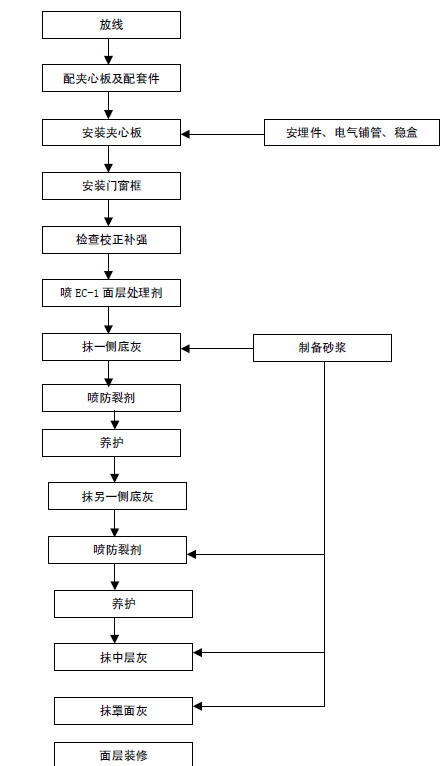 放线
配夹心板及配套件
安装夹心板
安埋件、电气铺管、稳盒
安装门窗框
检查校正补强
喷 EC-1 面层处理剂
抹一侧底灰
制备砂浆
喷防裂剂
养护
抹另一侧底灰
喷防裂剂
养护
抹中层灰
抹罩面灰
面层装修